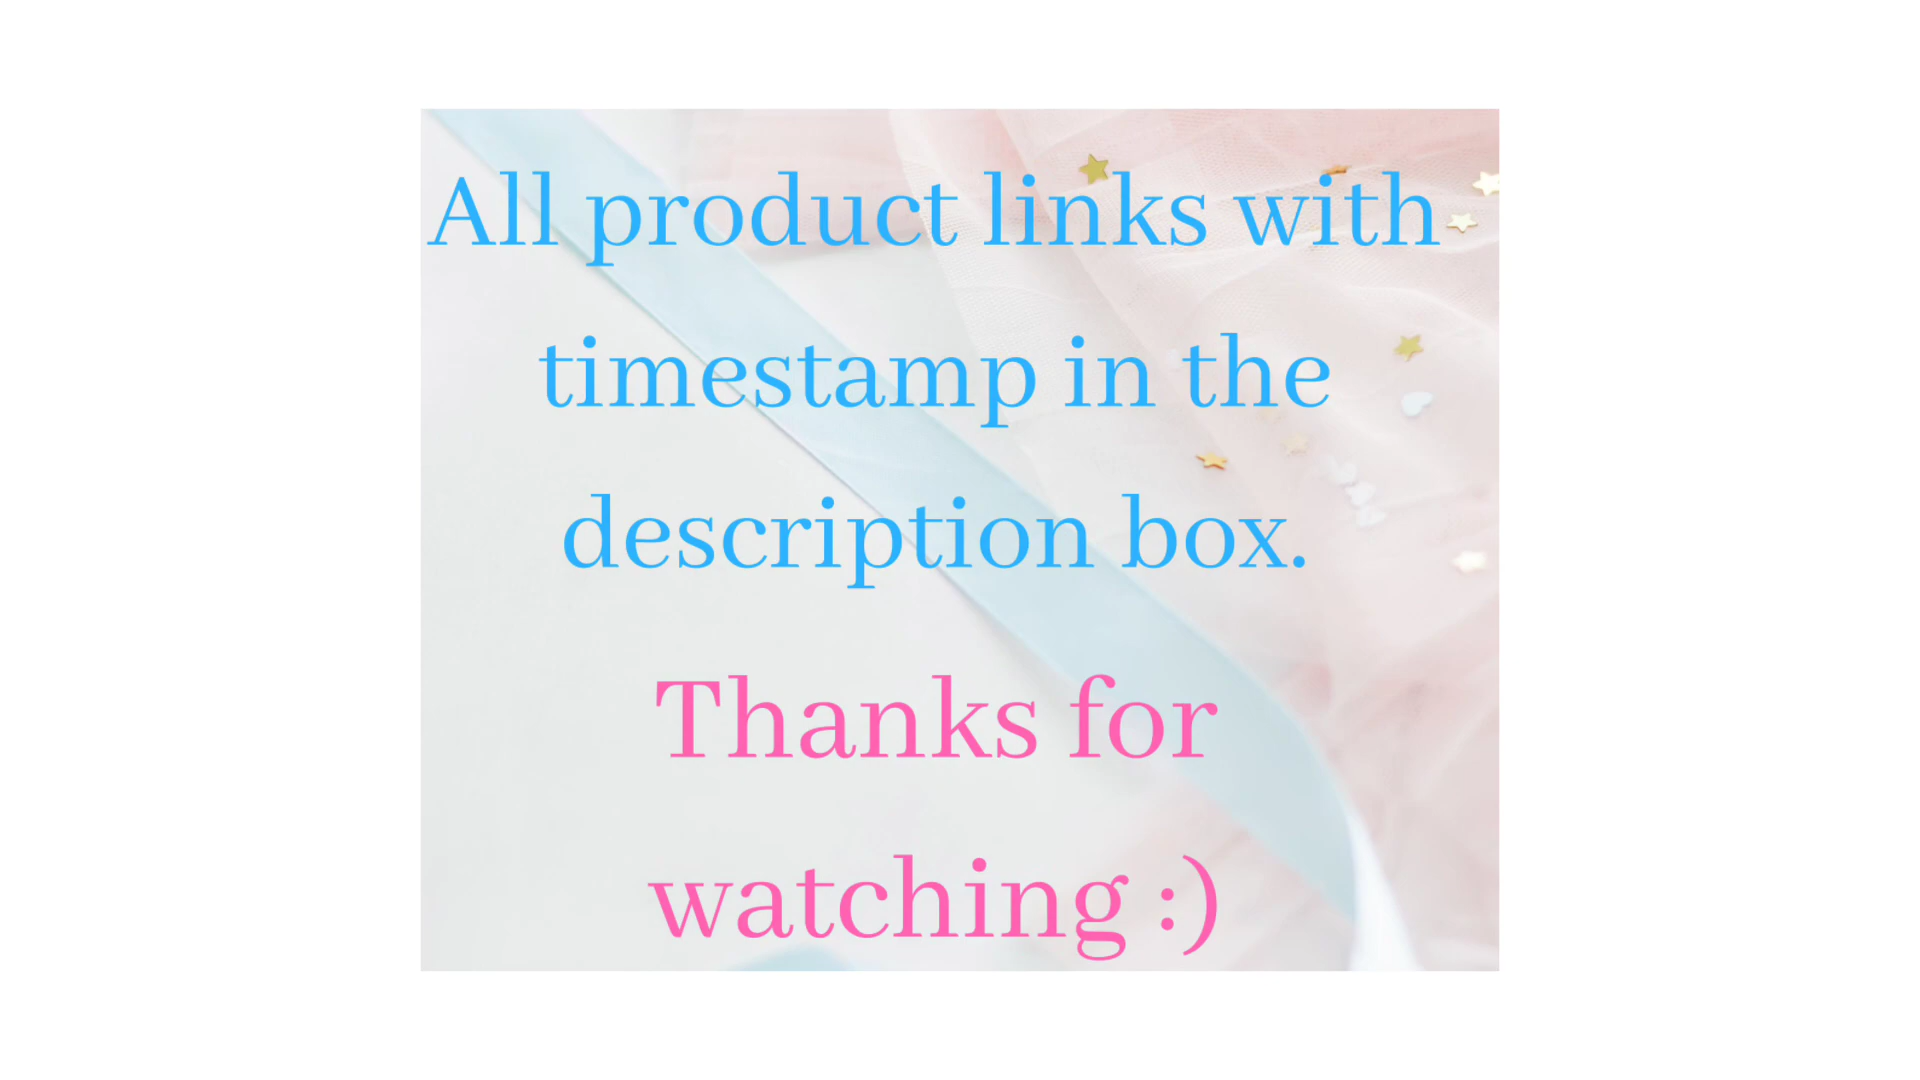 All product links with
timestamp in the
description box.
Thanks for
watching :)